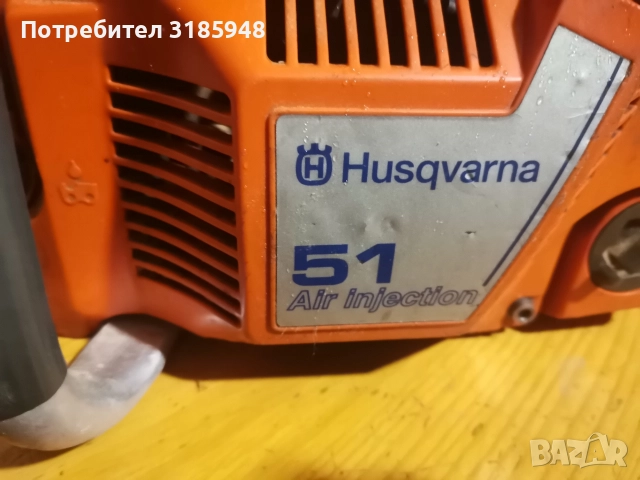 Потребител 3185948
H Husqvarna
51
Air injection
BAZAR